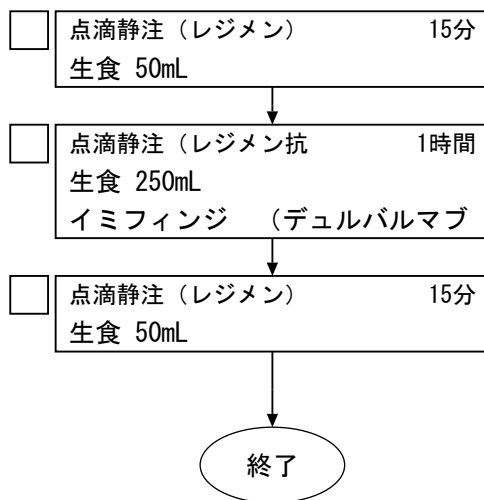 点滴静注（レジメン） 15分
生食 50mL
点滴静注（レジメン抗 1時間
生食 250mL
イミフィンジ （デュルバルマブ
点滴静注（レジメン） 15分
生食 50mL
終了